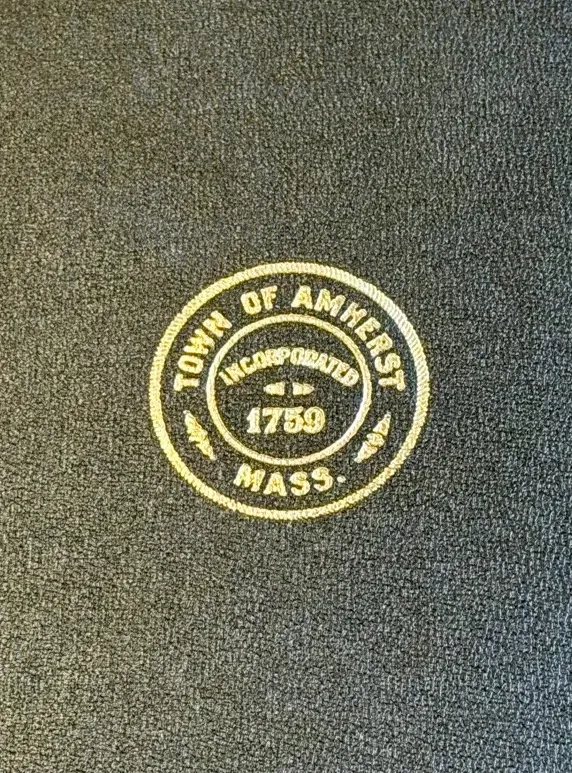 TOWN OF AMHERST
INCORPORATED
1759
MASS.